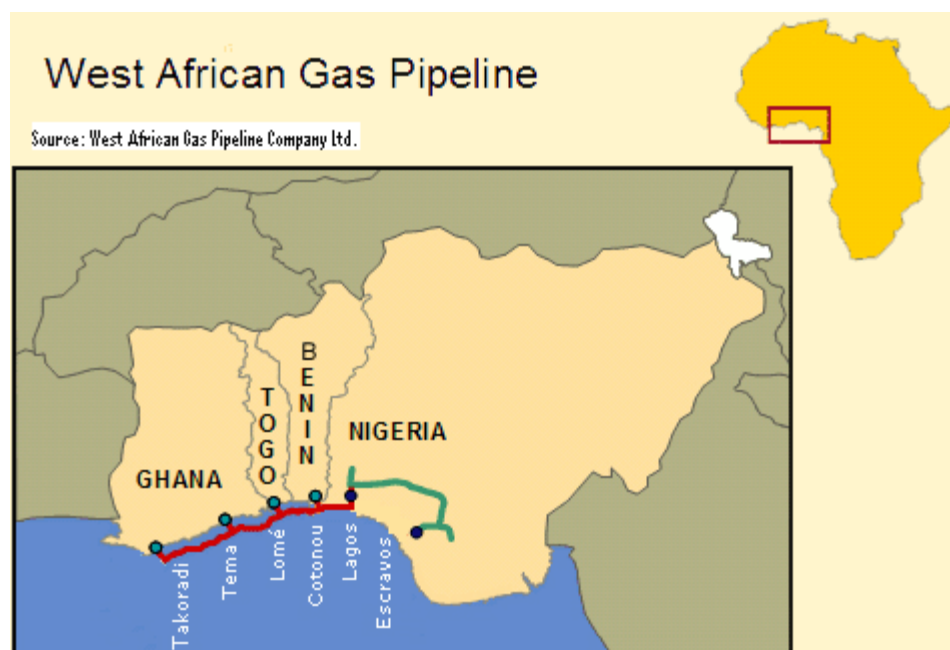 West African Gas Pipeline
Source: West African Gas Pipeline Company Ltd.
BENIN
TOGO
NIGERIA
GHANA
Takoradi
Tema
Lomé
Cotonou
Lagos
Escravos